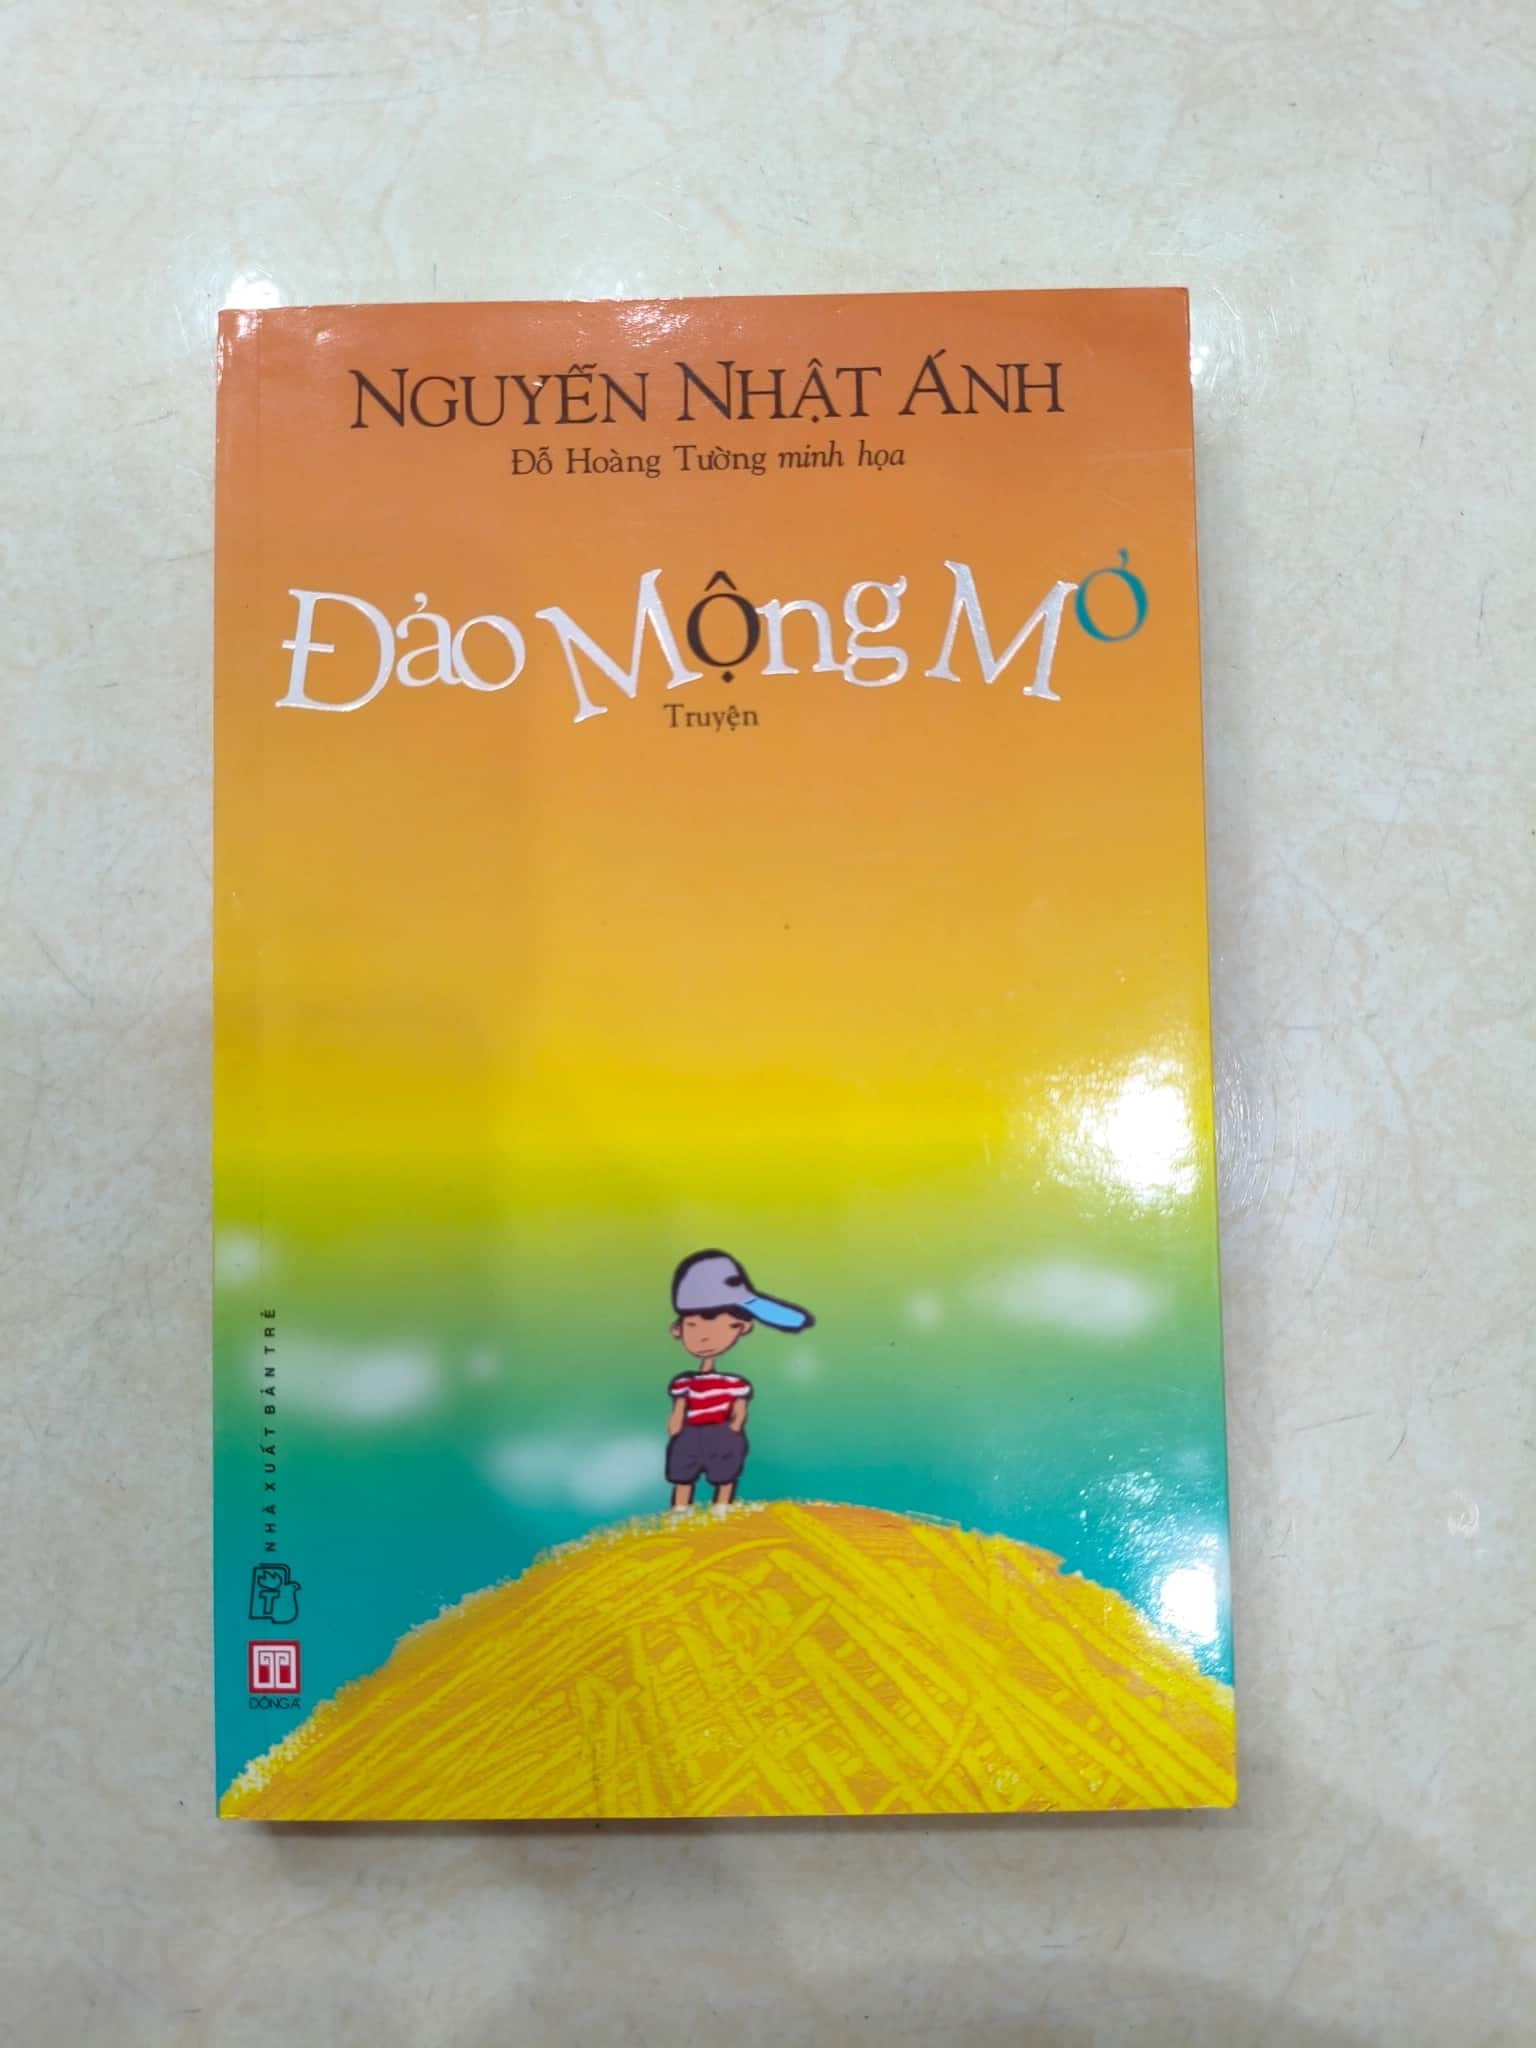 NGUYỄN NHẬT ÁNH
Đỗ Hoàng Tường minh họa
Đảo Mộng Mơ
Truyện
NHÀ XUẤT BẢN TRẺ
ĐÔNG A